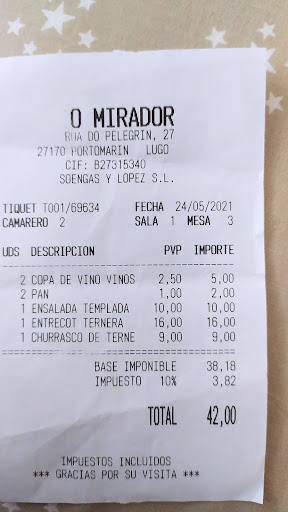 O MIRADOR
RUA DO PELEGRIN, 27
27170 PORTOMARIN LUGO
CIF: B27315340
SOENGAS Y LOPEZ S.L.
TIQUET T001/69634 FECHA 24/05/2021
CAMARERO 2 SALA 1 MESA 3
UDS DESCRIPCION PVP IMPORTE
2 COPA DE VINO VINOS 2,50 5,00
2 PAN 1,00 2,00
1 ENSALADA TEMPLADA 10,00 10,00
1 ENTRECOT TERNERA 16,00 16,00
1 CHURRASCO DE TERNE 9,00 9,00
BASE IMPONIBLE 38,18
IMPUESTO 10% 3,82
TOTAL 42,00
IMPUESTOS INCLUIDOS
*** GRACIAS POR SU VISITA ***